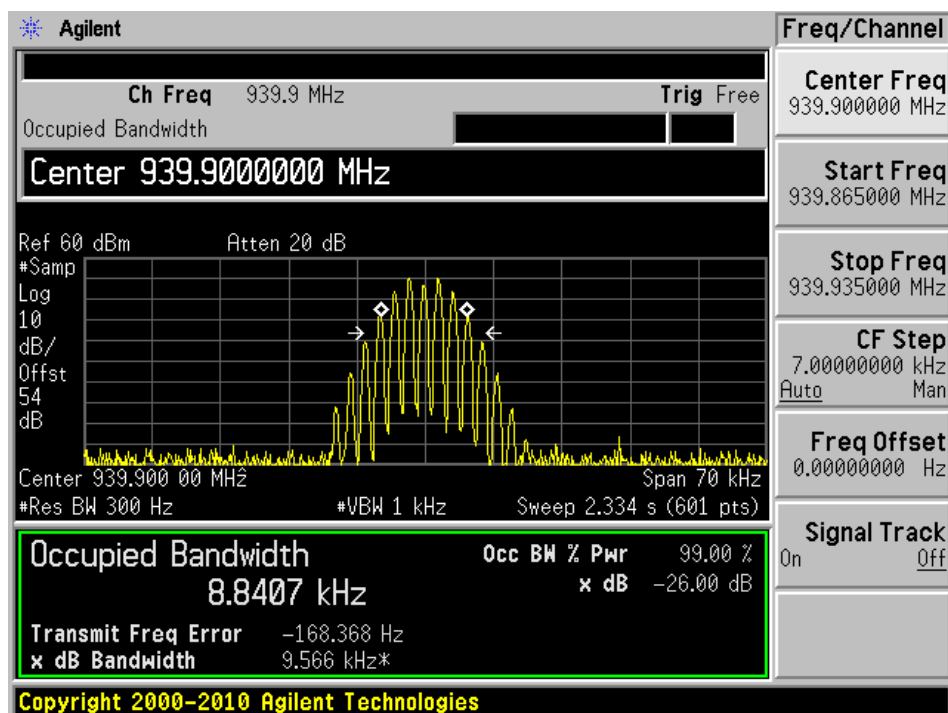 Agilent
Freq/Channel
Ch Freq 939.9 MHz Trig Free
Occupied Bandwidth
Center 939.9000000 MHz
Ref 60 dBm Atten 20 dB
#Samp
Log
10
dB/
Offst
54
dB
Center 939.900 00 MHz Span 70 kHz
#Res BW 300 Hz #VBW 1 kHz Sweep 2.334 s (601 pts)
Occupied Bandwidth Occ BW % Pwr 99.00 %
8.8407 kHz x dB -26.00 dB
Transmit Freq Error -168.368 Hz
x dB Bandwidth 9.566 kHz*
Center Freq
939.900000 MHz
Start Freq
939.865000 MHz
Stop Freq
939.935000 MHz
CF Step
7.00000000 kHz
Auto Man
Freq Offset
0.00000000 Hz
Signal Track
On Off
Copyright 2000-2010 Agilent Technologies